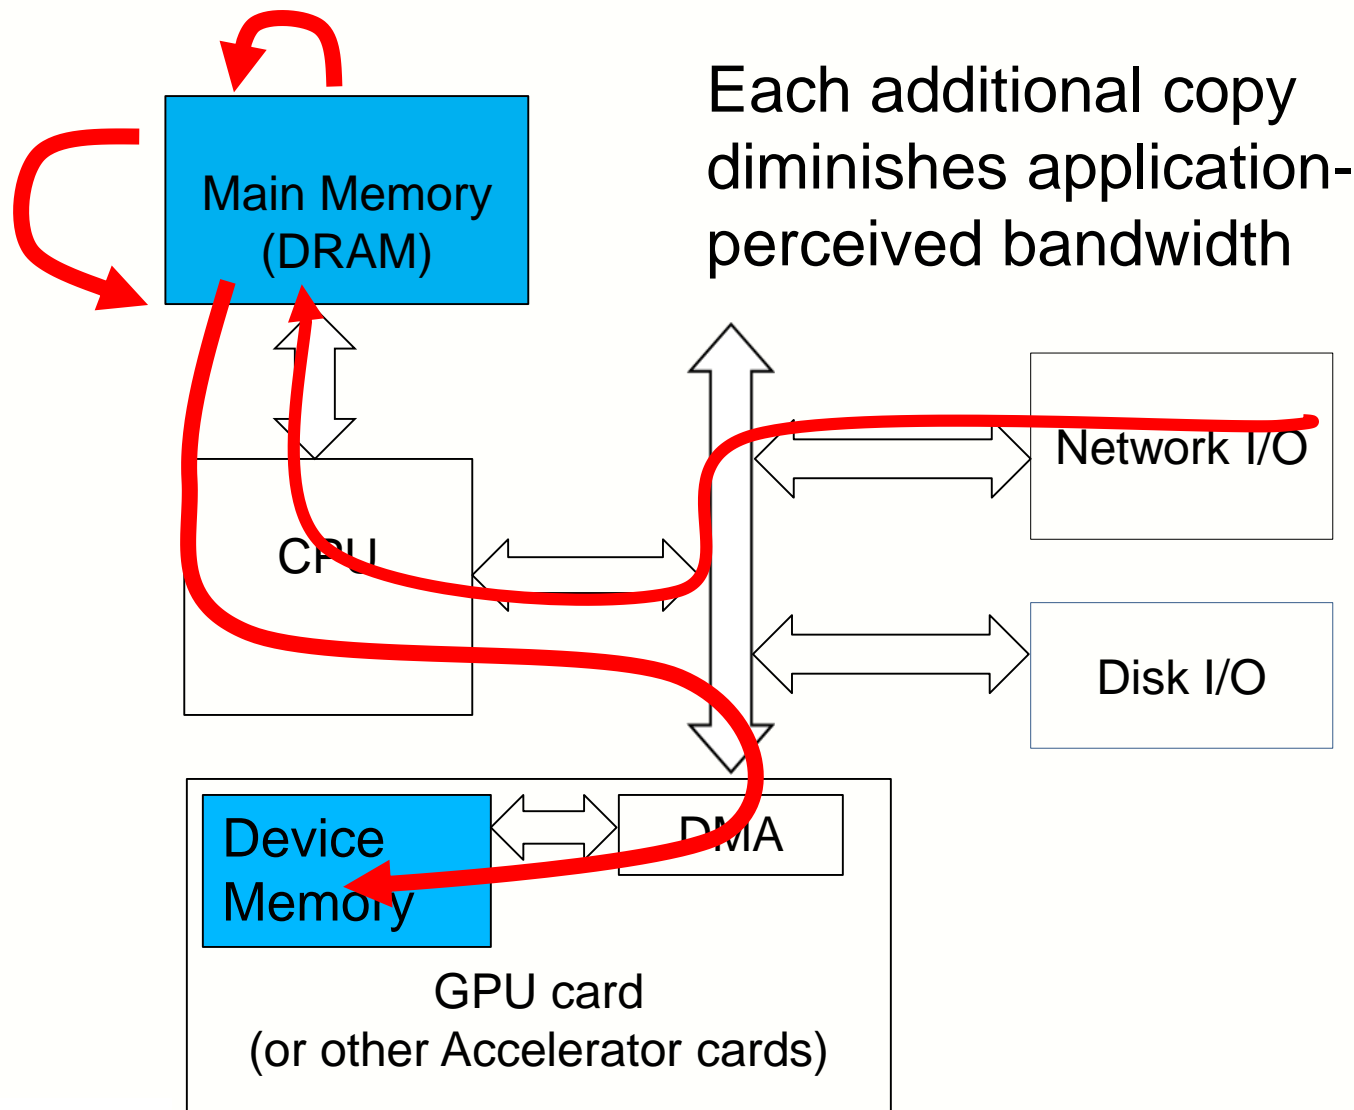 Each additional copy
diminishes application-
perceived bandwidth
Main Memory
(DRAM)
Network I/O
CPU
Disk I/O
Device
Memory
DMA
GPU card
(or other Accelerator cards)